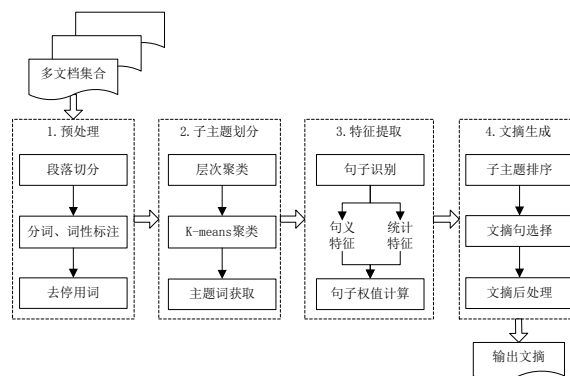 多文档集合
1.预处理
段落切分
分词、词性标注
去停用词
2.子主题划分
层次聚类
K-means聚类
主题词获取
3.特征提取
句子识别
句义
特征
统计
特征
句子权值计算
4.文摘生成
子主题排序
文摘句选择
文摘后处理
输出文摘